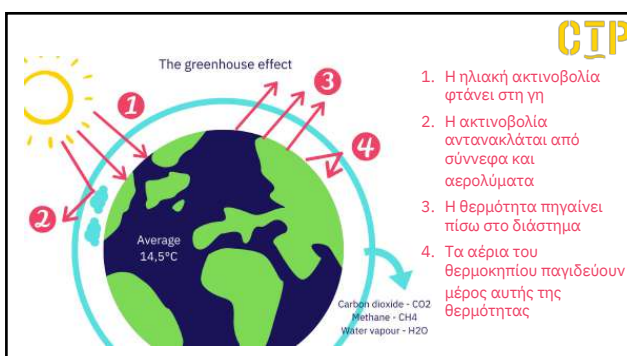 CTP
The greenhouse effect
1
2
3
4
Average
14,5°C
Carbon dioxide - CO2
Methane - CH4
Water vapour - H2O
1. Η ηλιακή ακτινοβολία
φτάνει στη γη
2. Η ακτινοβολία
αντανακλάται από
σύννεφα και
αερολύματα
3. Η θερμότητα πηγαίνει
πίσω στο διάστημα
4. Τα αέρια του
θερμοκηπίου παγιδεύουν
μέρος αυτής της
θερμότητας